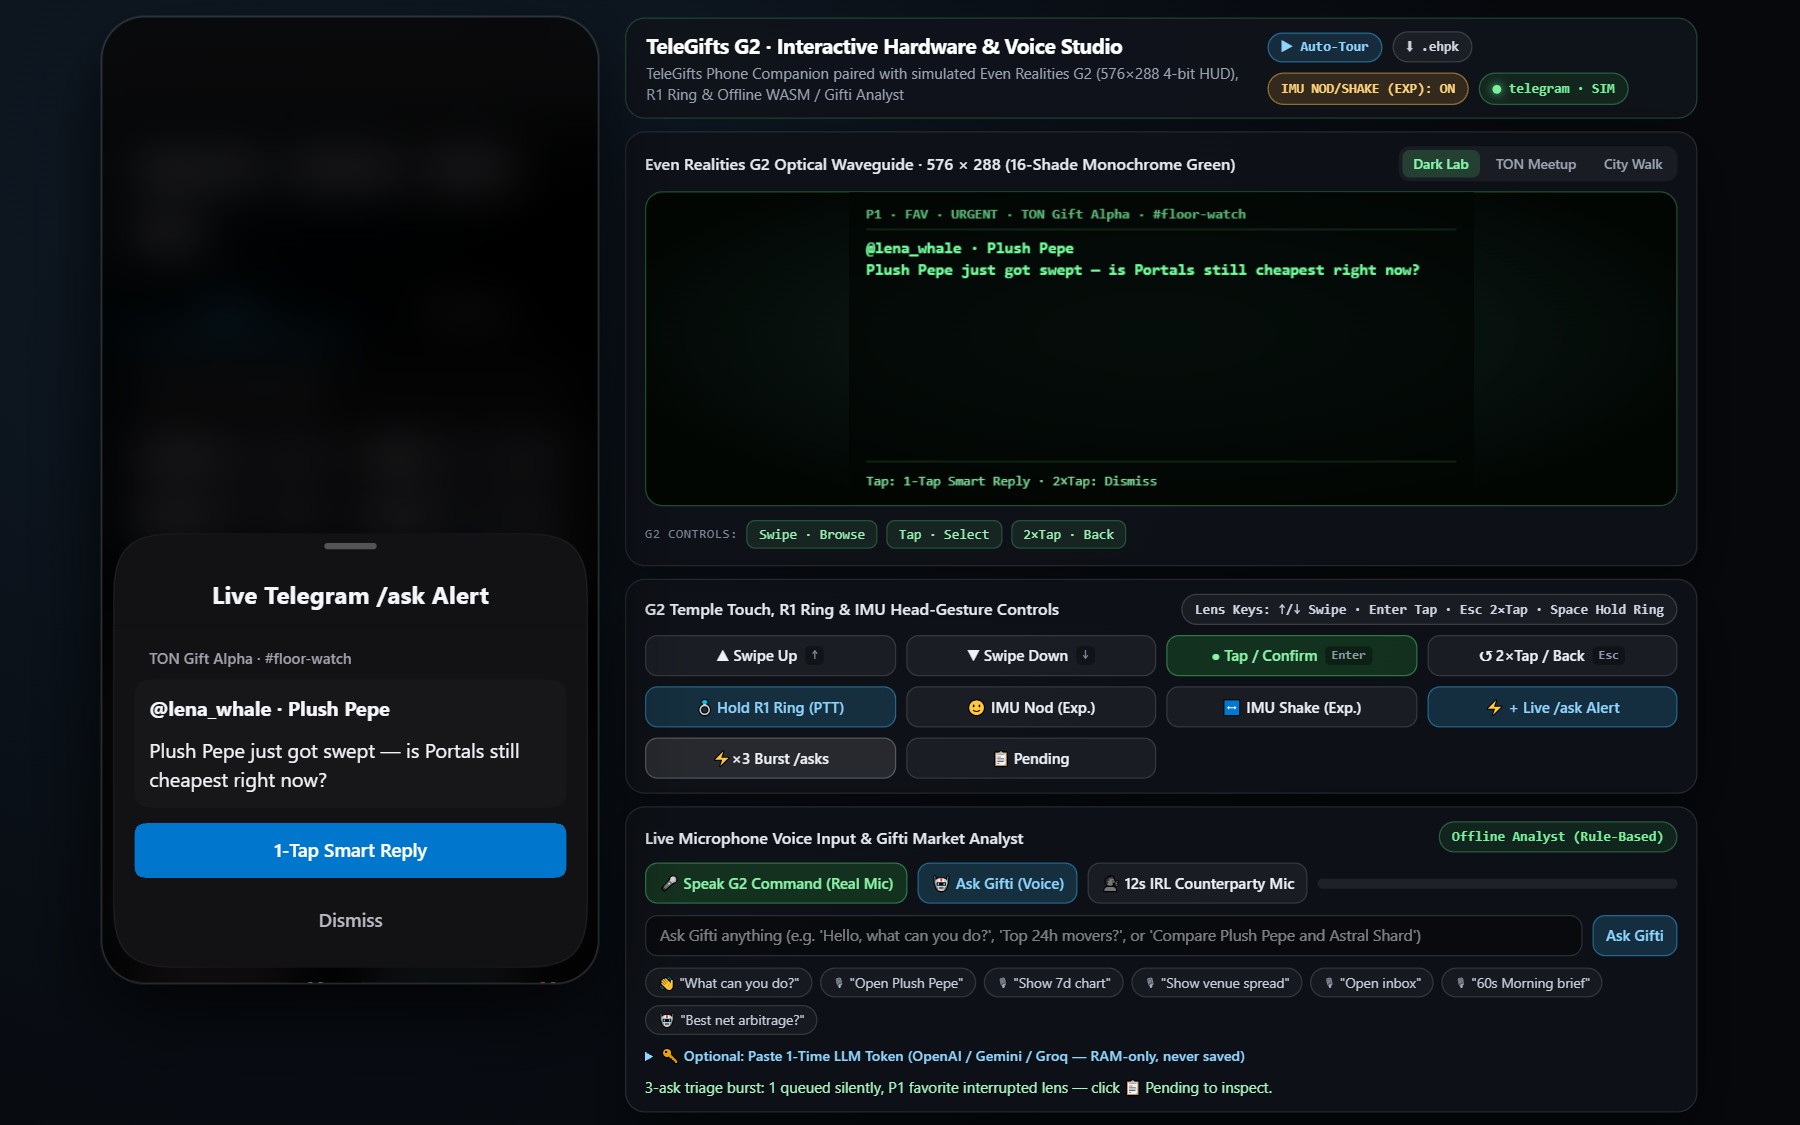 Live Telegram /ask Alert
TON Gift Alpha · #floor-watch
@lena_whale · Plush Pepe
Plush Pepe just got swept — is Portals still
cheapest right now?
1-Tap Smart Reply
Dismiss
TeleGifts G2 · Interactive Hardware & Voice Studio
TeleGifts Phone Companion paired with simulated Even Realities G2 (576×288 4-bit HUD),
R1 Ring & Offline WASM / Gifti Analyst
▶ Auto-Tour
⬇ .ehpk
IMU NOD/SHAKE (EXP): ON
● telegram · SIM
Even Realities G2 Optical Waveguide · 576 × 288 (16-Shade Monochrome Green)
Dark Lab
TON Meetup
City Walk
P1 · FAV · URGENT · TON Gift Alpha · #floor-watch
@lena_whale · Plush Pepe
Plush Pepe just got swept — is Portals still cheapest right now?
Tap: 1-Tap Smart Reply · 2×Tap: Dismiss
G2 CONTROLS:
Swipe · Browse
Tap · Select
2×Tap · Back
G2 Temple Touch, R1 Ring & IMU Head-Gesture Controls
Lens Keys: ↑/↓ Swipe • Enter Tap • Esc 2×Tap • Space Hold Ring
▲ Swipe Up ↑
▼ Swipe Down ↓
● Tap / Confirm Enter
↺ 2×Tap / Back Esc
💍 Hold R1 Ring (PTT)
🙂 IMU Nod (Exp.)
↔️ IMU Shake (Exp.)
⚡ + Live /ask Alert
⚡ ×3 Burst /asks
📋 Pending
Live Microphone Voice Input & Gifti Market Analyst
Offline Analyst (Rule-Based)
🎤 Speak G2 Command (Real Mic)
🤖 Ask Gifti (Voice)
12s IRL Counterparty Mic
Ask Gifti anything (e.g. 'Hello, what can you do?', 'Top 24h movers?', or 'Compare Plush Pepe and Astral Shard')
Ask Gifti
👋 "What can you do?"
🎙 "Open Plush Pepe"
🎙 "Show 7d chart"
🎙 "Show venue spread"
🎙 "Open inbox"
🎙 "60s Morning brief"
🤖 "Best net arbitrage?"
▶ 🔑 Optional: Paste 1-Time LLM Token (OpenAI / Gemini / Groq — RAM-only, never saved)
3-ask triage burst: 1 queued silently, P1 favorite interrupted lens — click 📋 Pending to inspect.